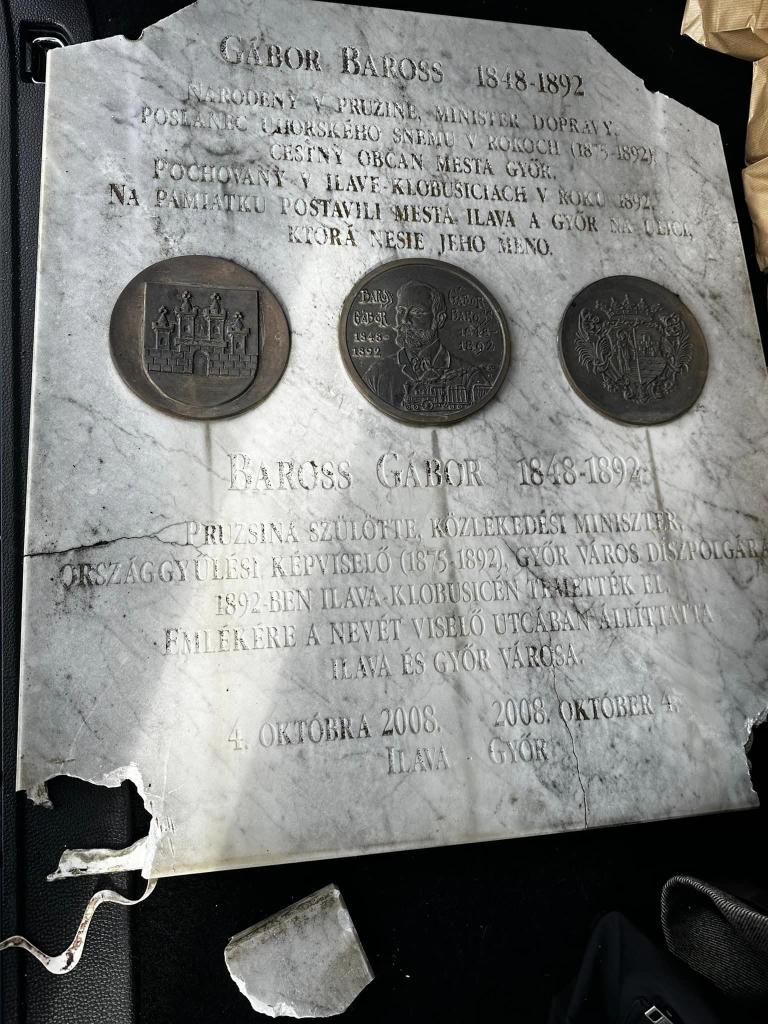 GÁBOR BAROSS 1848-1892
NARODENÝ V PRUŽINE, MINISTER DOPRAVY,
POSLANEC UHORSKÉHO SNEMU V ROKOCH (1875-1892),
ČESTNÝ OBČAN MESTA GYŐR.
POCHOVANÝ V ILAVE-KLOBUŠICIACH V ROKU 1892.
NA PAMIATKU POSTAVILI MESTÁ ILAVA A GYŐR NA ULICI,
KTORÁ NESIE JEHO MENO.
BAROSS
GÁBOR
1848-
1892
GÁBOR
BAROSS
1848-
1892
BAROSS GÁBOR 1848-1892
PRUZSINA SZÜLÖTTE, KÖZLEKEDÉSI MINISZTER,
ORSZÁGGYŰLÉSI KÉPVISELŐ (1875-1892), GYŐR VÁROS DÍSZPOLGÁRA
1892-BEN ILAVA-KLOBUSICÉN TEMETTÉK EL.
EMLÉKÉRE A NEVÉT VISELŐ UTCÁBAN ÁLLÍTTATTA
ILAVA ÉS GYŐR VÁROSA.
4. OKTÓBRA 2008. 2008. OKTÓBER 4.
ILAVA GYŐR